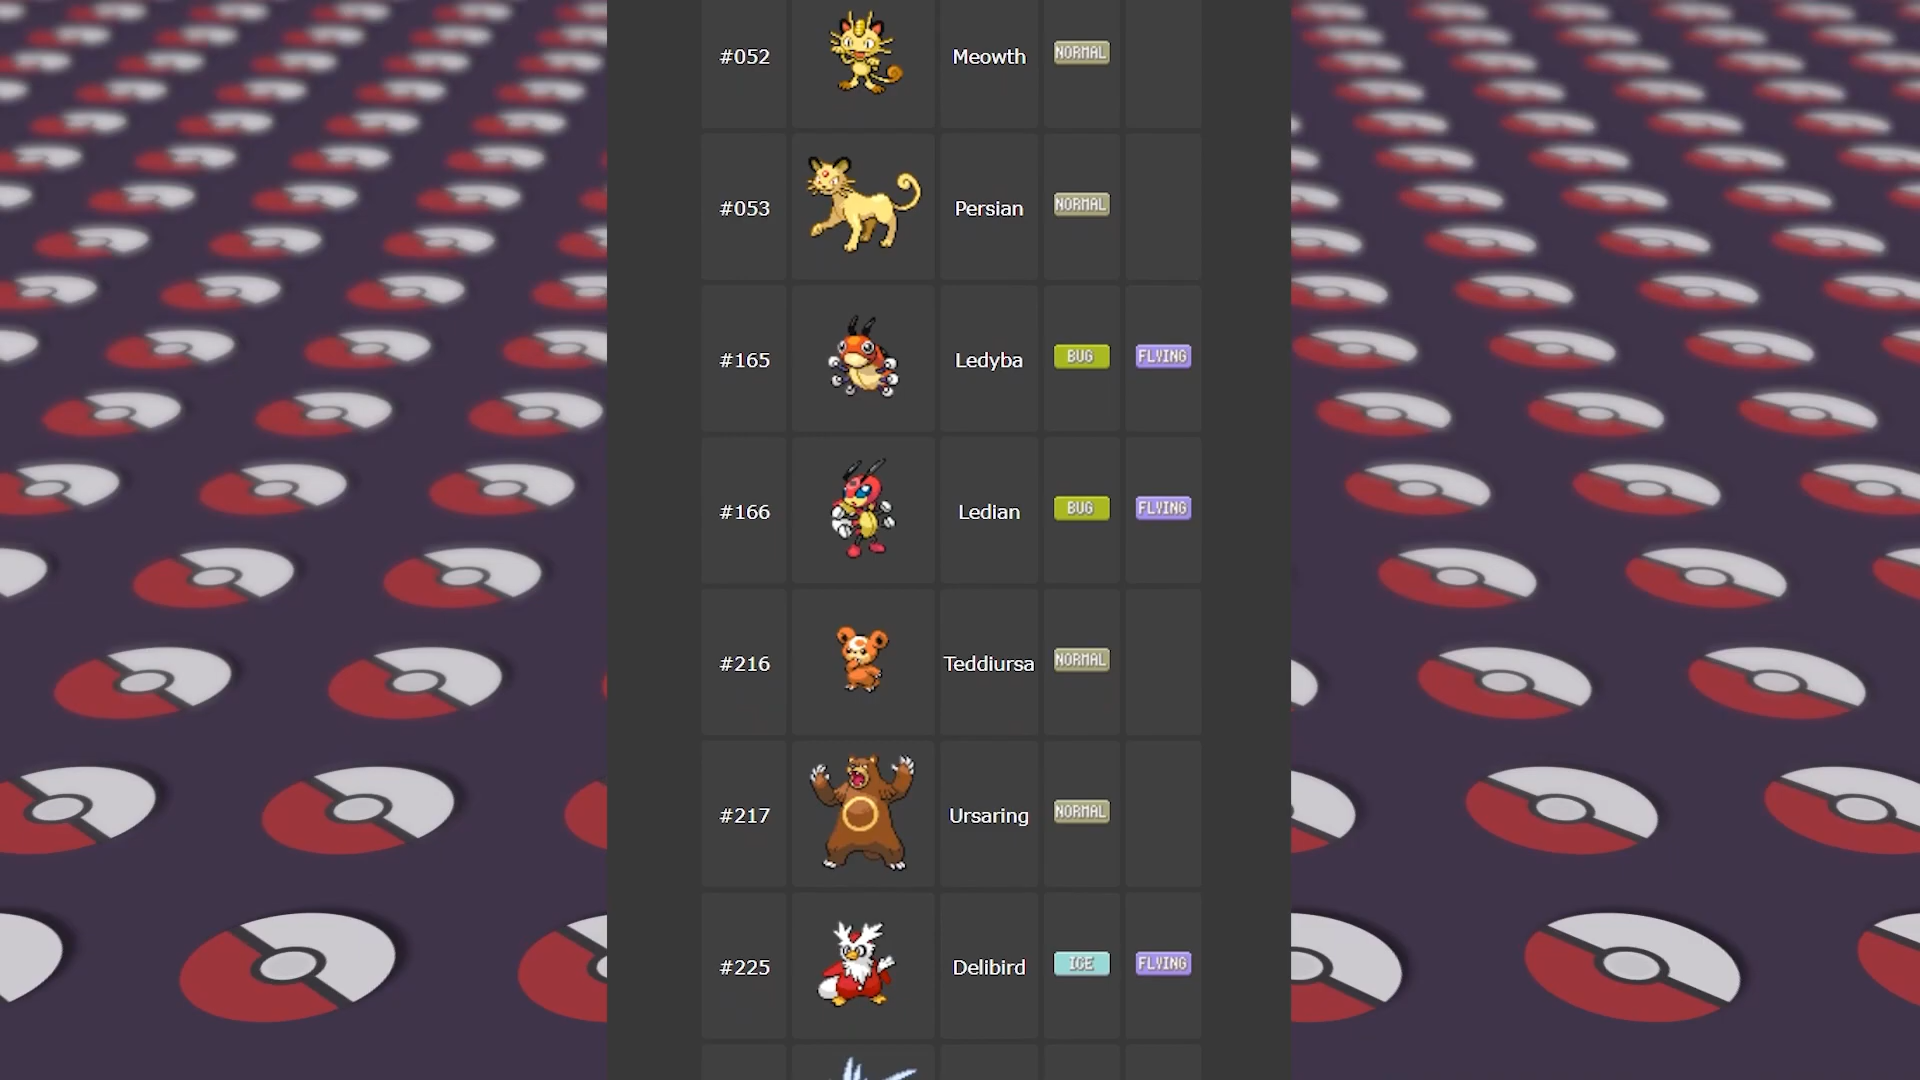 #052 Meowth NORMAL
#053 Persian NORMAL
#165 Ledyba BUG FLYING
#166 Ledian BUG FLYING
#216 Teddiursa NORMAL
#217 Ursaring NORMAL
#225 Delibird ICE FLYING